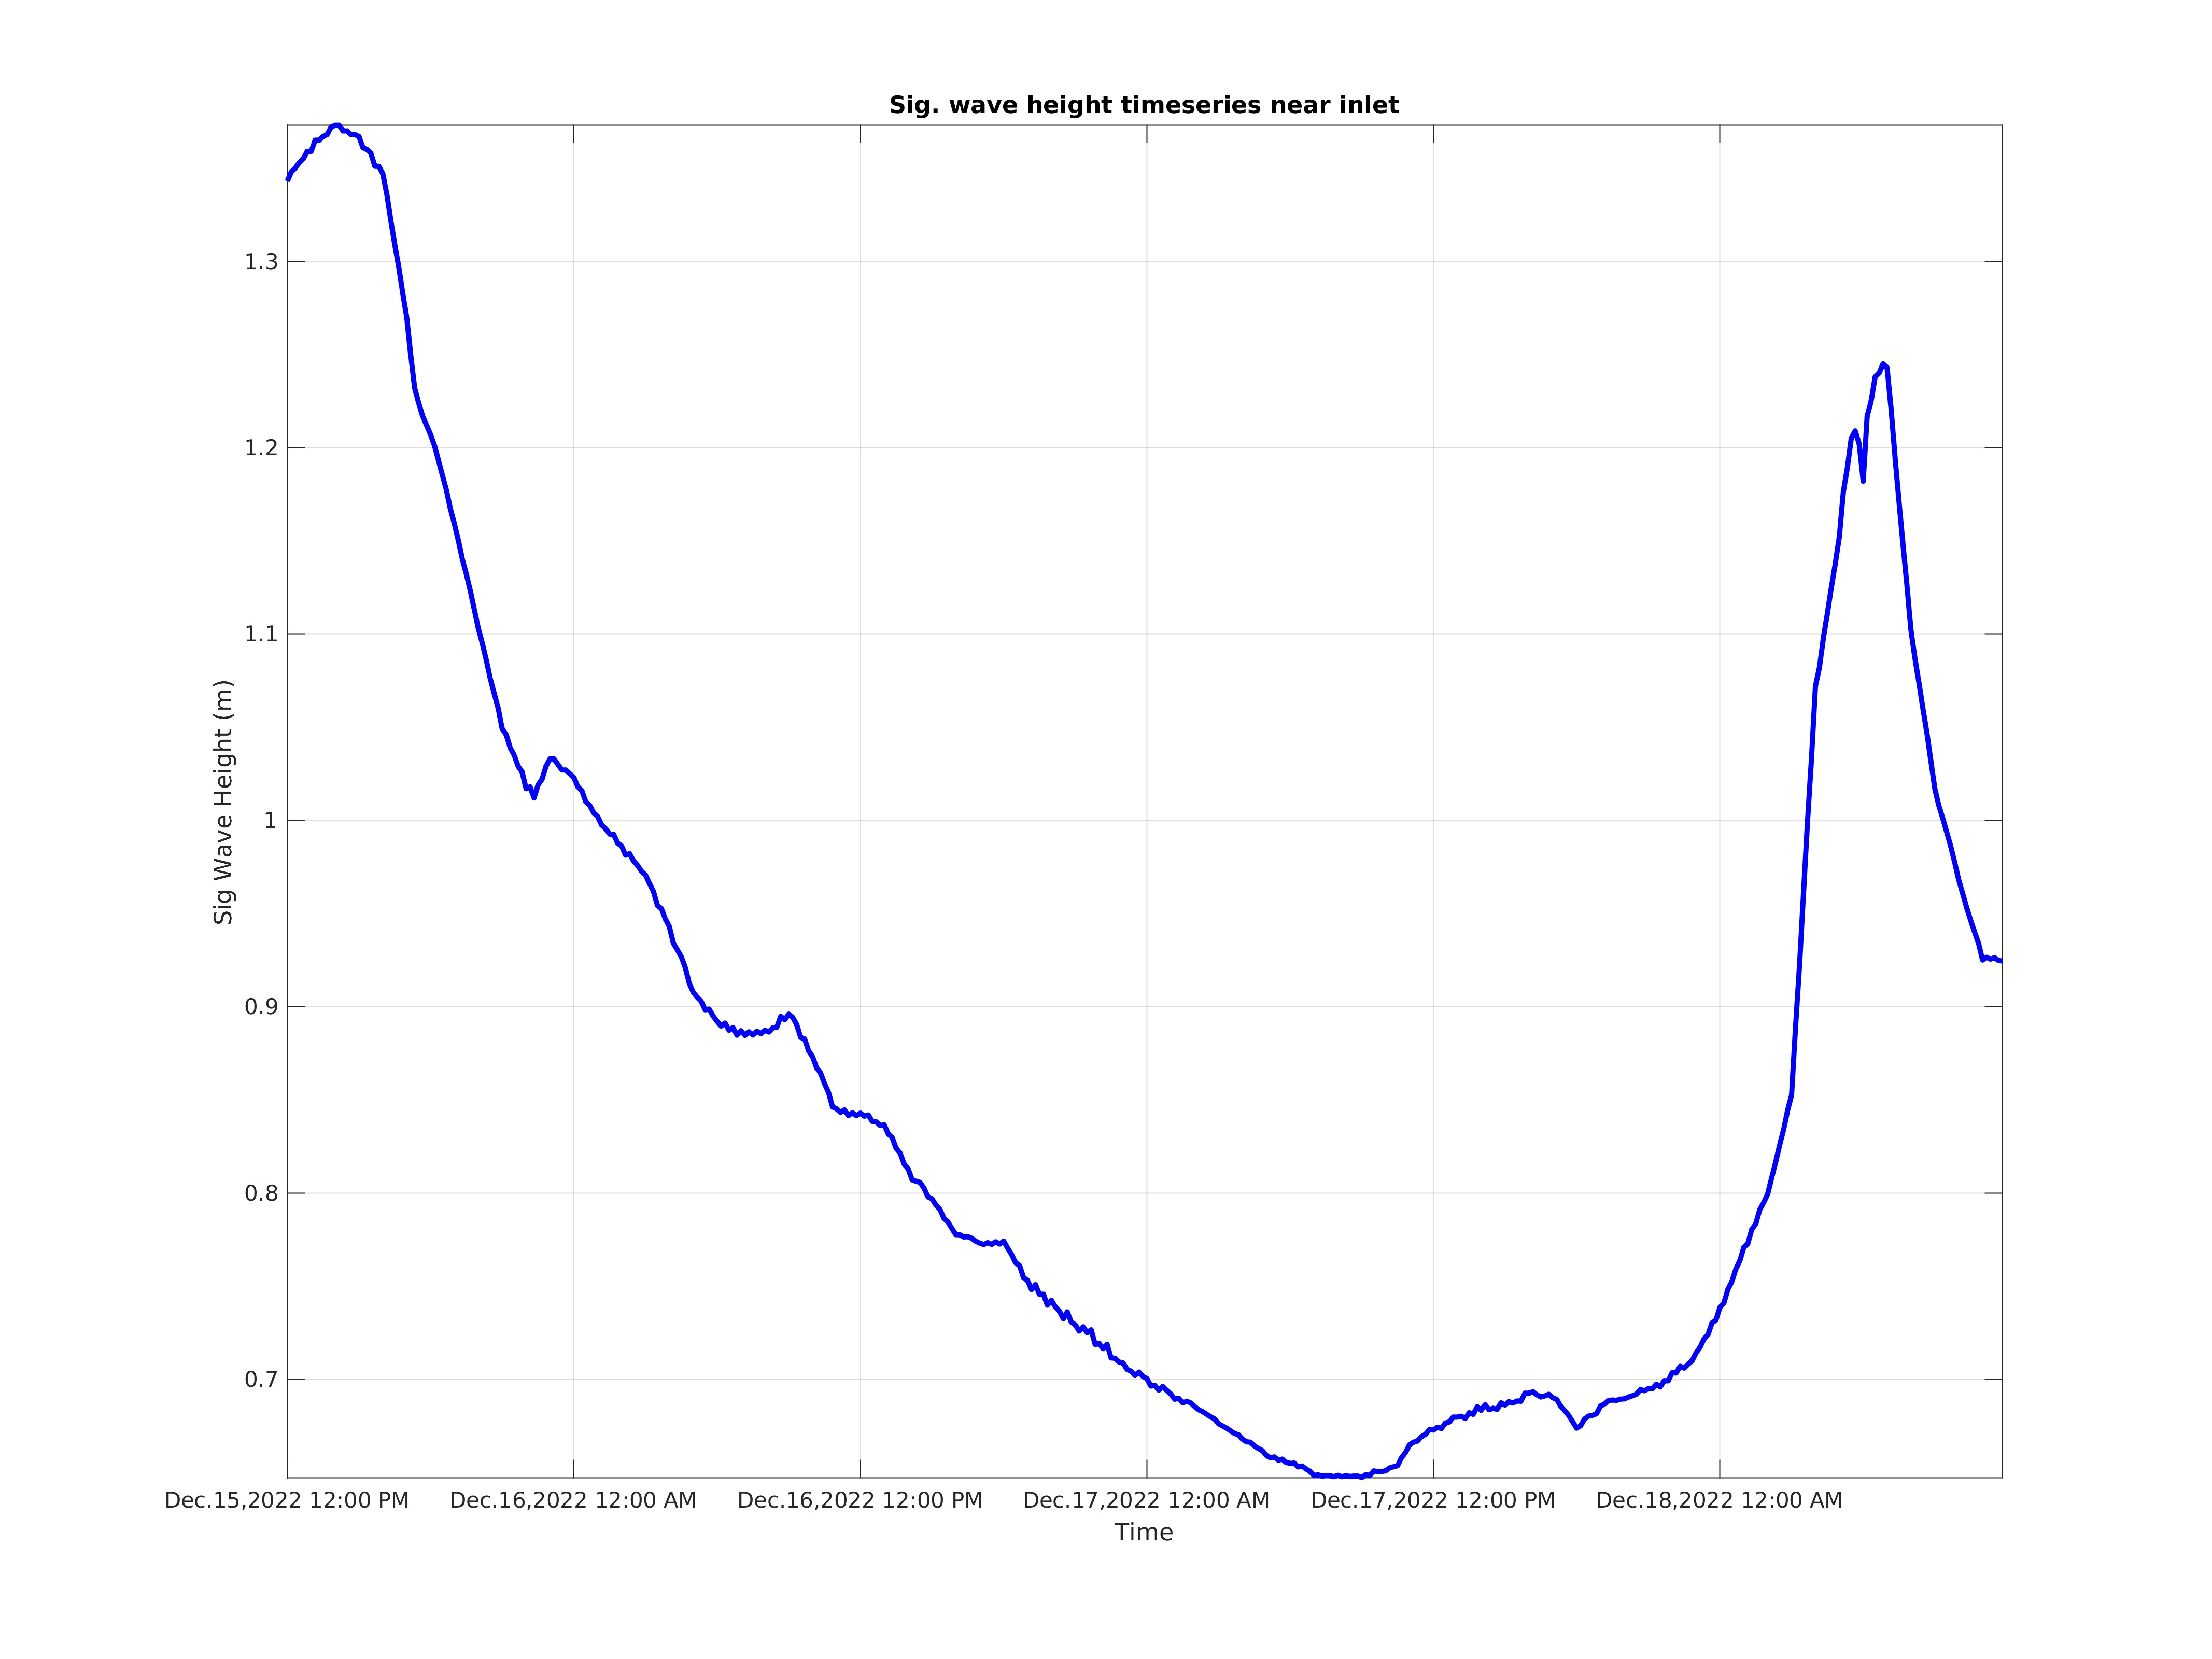 Sig. wave height timeseries near inlet
1.3
1.2
1.1
1
0.9
0.8
0.7
Sig Wave Height (m)
Dec.15,2022 12:00 PM Dec.16,2022 12:00 AM Dec.16,2022 12:00 PM Dec.17,2022 12:00 AM Dec.17,2022 12:00 PM Dec.18,2022 12:00 AM
Time